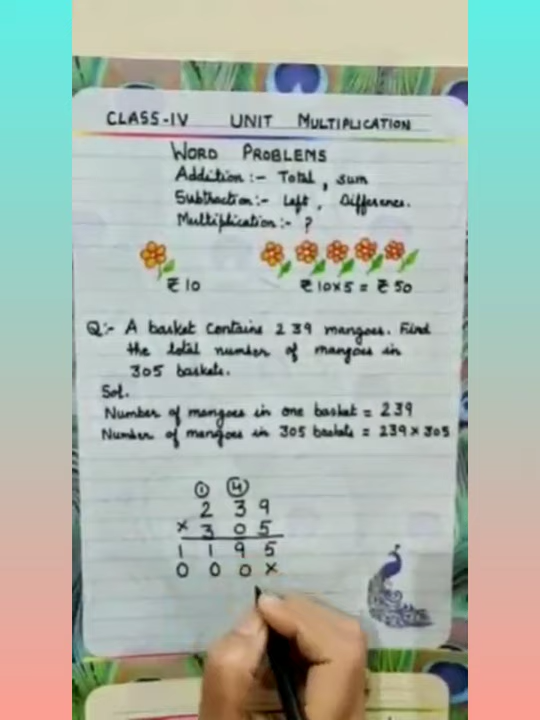 CLASS-IV UNIT MULTIPLICATION
WORD PROBLEMS
Addition:- Total, sum
Subtraction:- Left, Difference.
Multiplication:- ?
₹ 10 ₹ 10×5 = ₹ 50
Q:- A basket contains 239 mangoes. Find
the total number of mangoes in
305 baskets.
Sol.
Number of mangoes in one basket = 239
Number of mangoes in 305 baskets = 239×305
① ④
2 3 9
× 3 0 5
1 1 9 5
0 0 0 ×